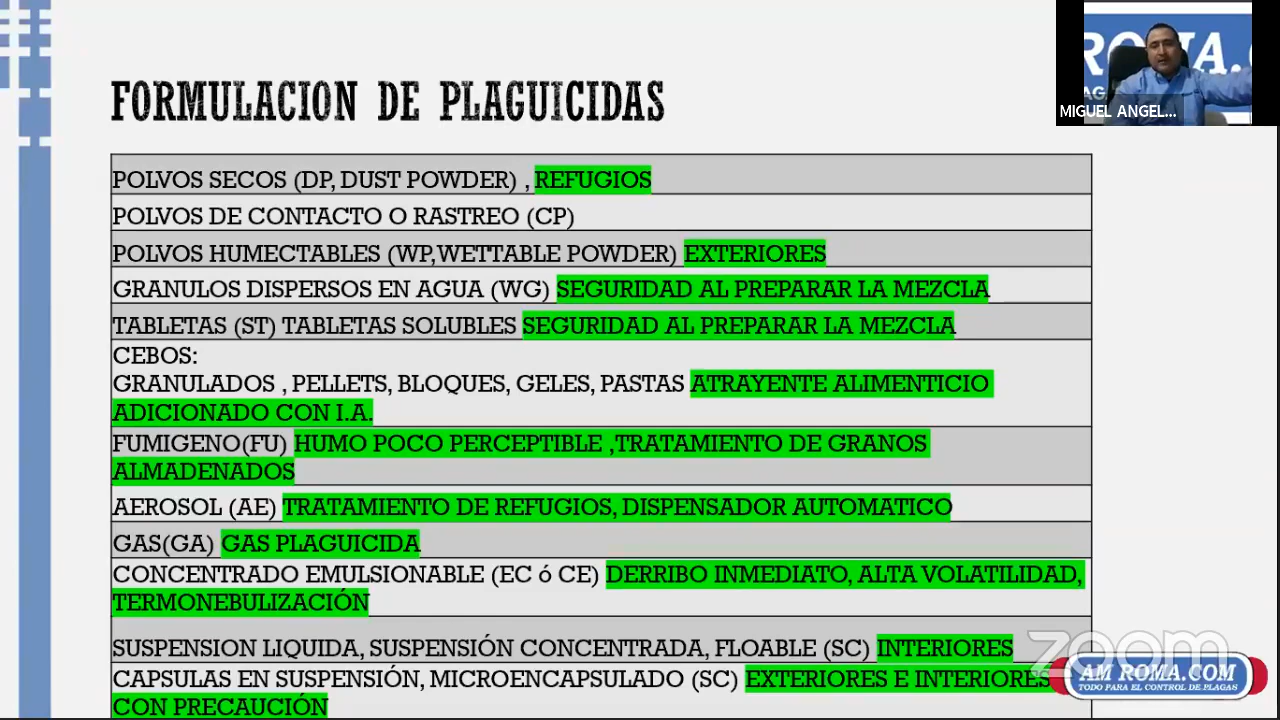 FORMULACION DE PLAGUICIDAS
POLVOS SECOS (DP, DUST POWDER) , REFUGIOS
POLVOS DE CONTACTO O RASTREO (CP)
POLVOS HUMECTABLES (WP,WETTABLE POWDER) EXTERIORES
GRANULOS DISPERSOS EN AGUA (WG) SEGURIDAD AL PREPARAR LA MEZCLA
TABLETAS (ST) TABLETAS SOLUBLES SEGURIDAD AL PREPARAR LA MEZCLA
CEBOS:
GRANULADOS , PELLETS, BLOQUES, GELES, PASTAS ATRAYENTE ALIMENTICIO
ADICIONADO CON I.A.
FUMIGENO(FU) HUMO POCO PERCEPTIBLE ,TRATAMIENTO DE GRANOS
ALMADENADOS
AEROSOL (AE) TRATAMIENTO DE REFUGIOS, DISPENSADOR AUTOMATICO
GAS(GA) GAS PLAGUICIDA
CONCENTRADO EMULSIONABLE (EC ó CE) DERRIBO INMEDIATO, ALTA VOLATILIDAD,
TERMONEBULIZACIÓN
SUSPENSION LIQUIDA, SUSPENSIÓN CONCENTRADA, FLOABLE (SC) INTERIORES
CAPSULAS EN SUSPENSIÓN, MICROENCAPSULADO (SC) EXTERIORES E INTERIORES
CON PRECAUCIÓN
MIGUEL ANGEL...
zoom
AM ROMA.COM
TODO PARA EL CONTROL DE PLAGAS